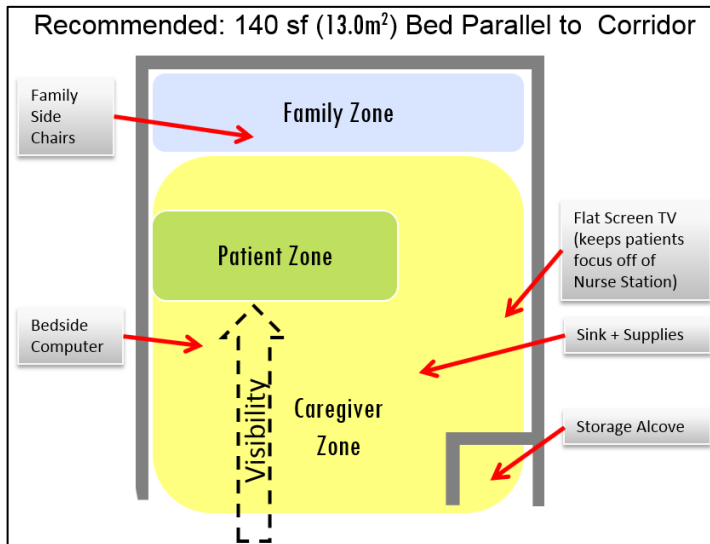 Recommended: 140 sf (13.0m²) Bed Parallel to Corridor
Family
Side
Chairs
Family Zone
Flat Screen TV
(keeps patients
focus off of
Nurse Station)
Patient Zone
Bedside
Computer
Sink + Supplies
Visibility
Caregiver
Zone
Storage Alcove